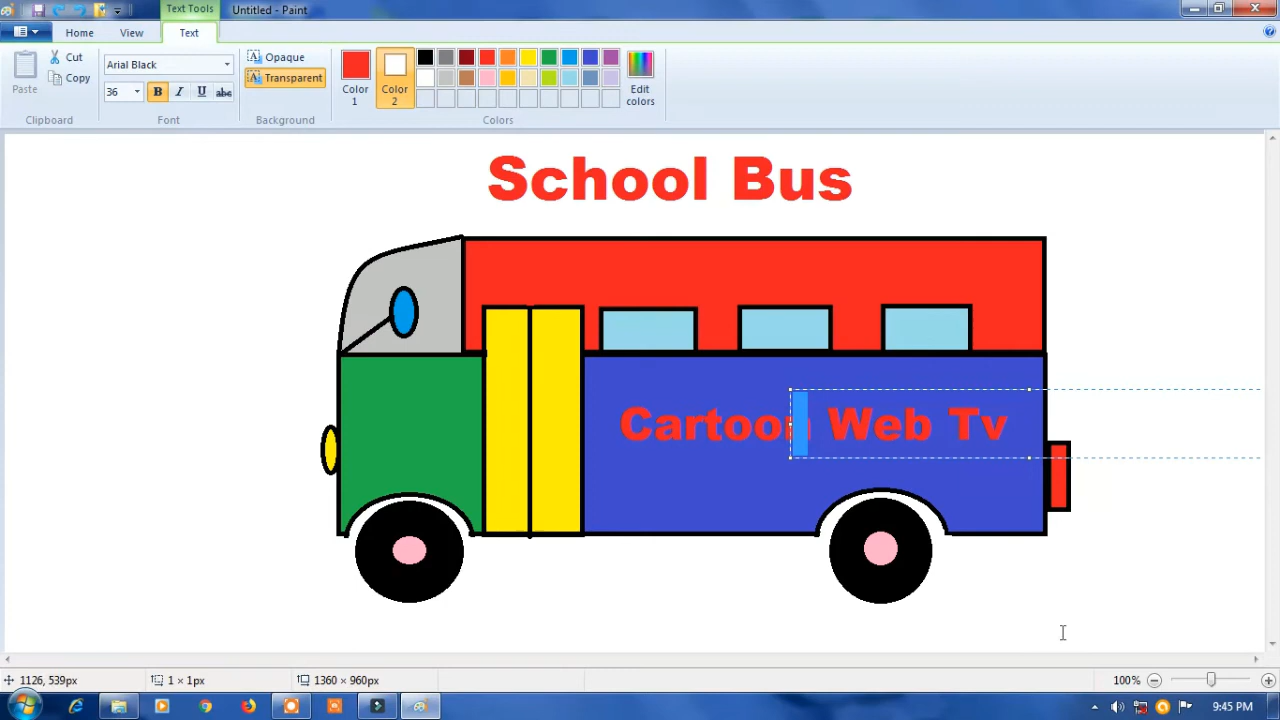 Text Tools
Untitled - Paint
Home
View
Text
Paste
Cut
Copy
Clipboard
Arial Black
36
B
I
U
abc
Font
Opaque
Transparent
Background
Color 1
Color 2
Edit colors
Colors
School Bus
Cartoon Web Tv
1126, 539px
1 × 1px
1360 × 960px
100%
9:45 PM